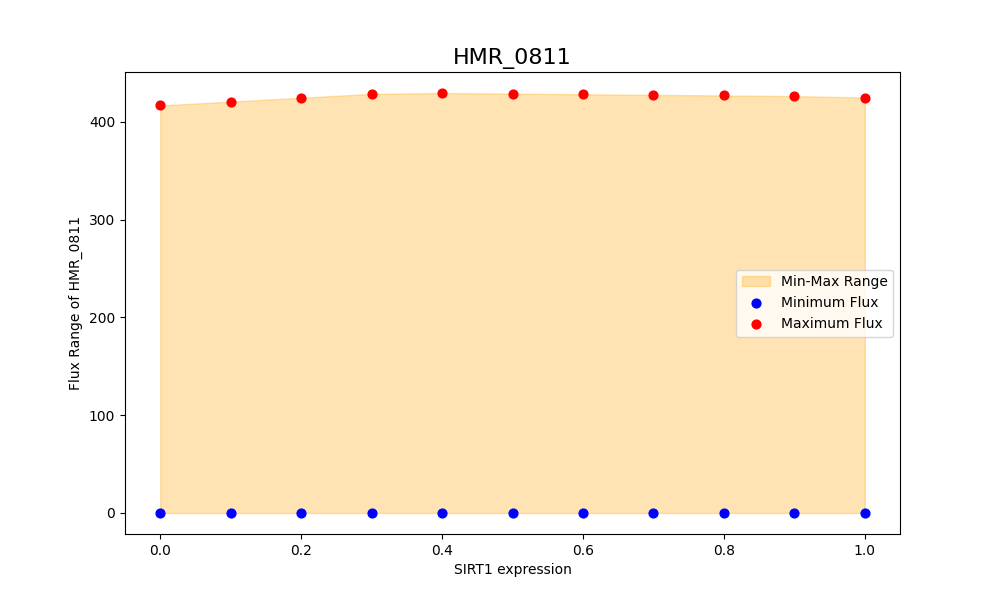 HMR_0811
Flux Range of HMR_0811
400
300
200
100
0
Min-Max Range
Minimum Flux
Maximum Flux
0.0 0.2 0.4 0.6 0.8 1.0
SIRT1 expression